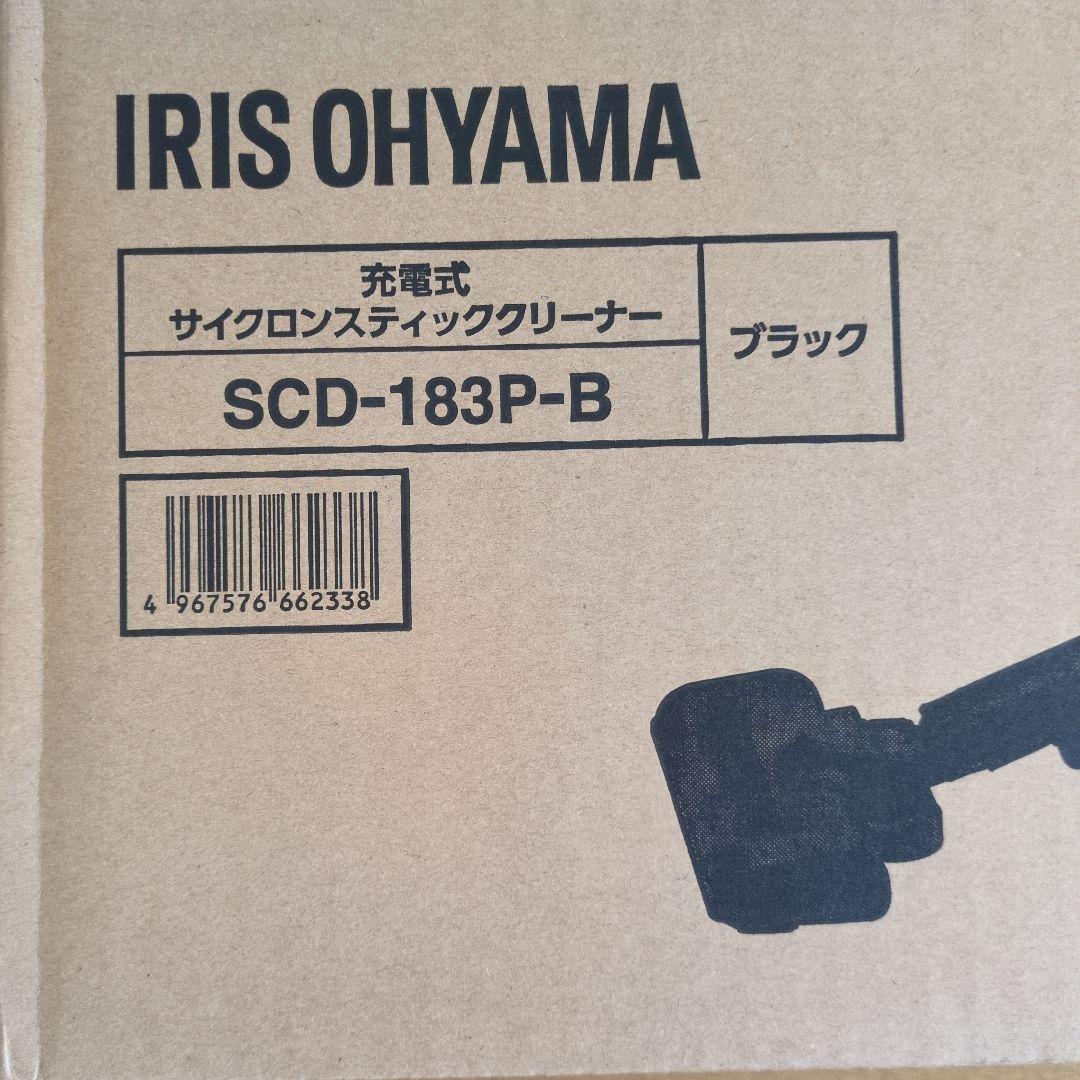 IRIS OHYAMA
充電式
サイクロンスティッククリーナー
ブラック
SCD-183P-B
4 967576 662338